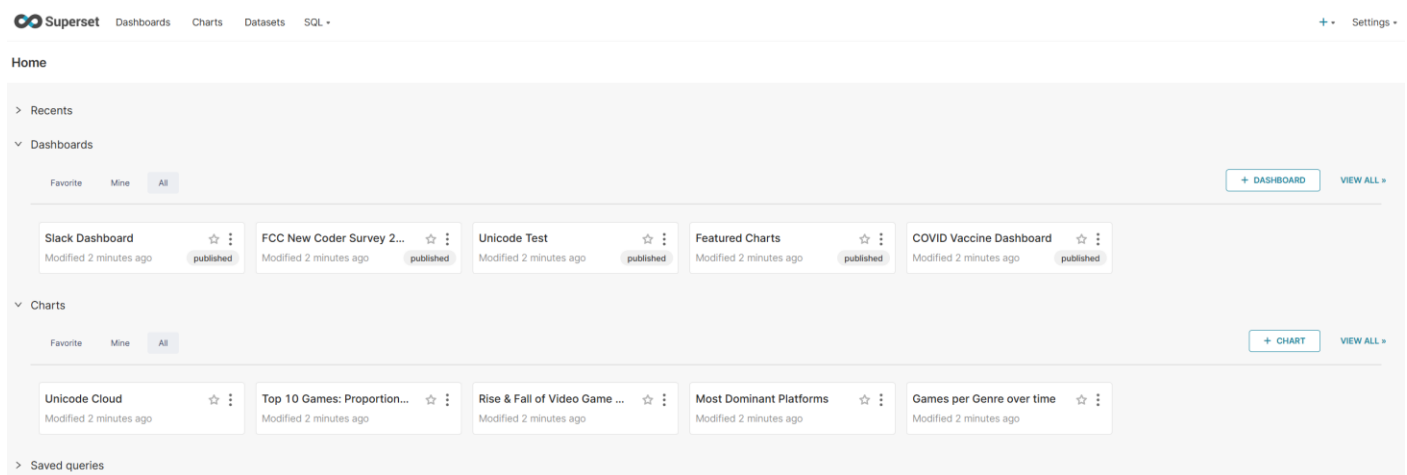 Superset Dashboards Charts Datasets SQL Settings
Home
Recents
Dashboards
Favorite Mine All + DASHBOARD VIEW ALL »
Slack Dashboard FCC New Coder Survey 2... Unicode Test Featured Charts COVID Vaccine Dashboard
Modified 2 minutes ago published Modified 2 minutes ago published Modified 2 minutes ago published Modified 2 minutes ago published Modified 2 minutes ago published
Charts
Favorite Mine All + CHART VIEW ALL »
Unicode Cloud Top 10 Games: Proportion... Rise & Fall of Video Game ... Most Dominant Platforms Games per Genre over time
Modified 2 minutes ago Modified 2 minutes ago Modified 2 minutes ago Modified 2 minutes ago Modified 2 minutes ago
Saved queries